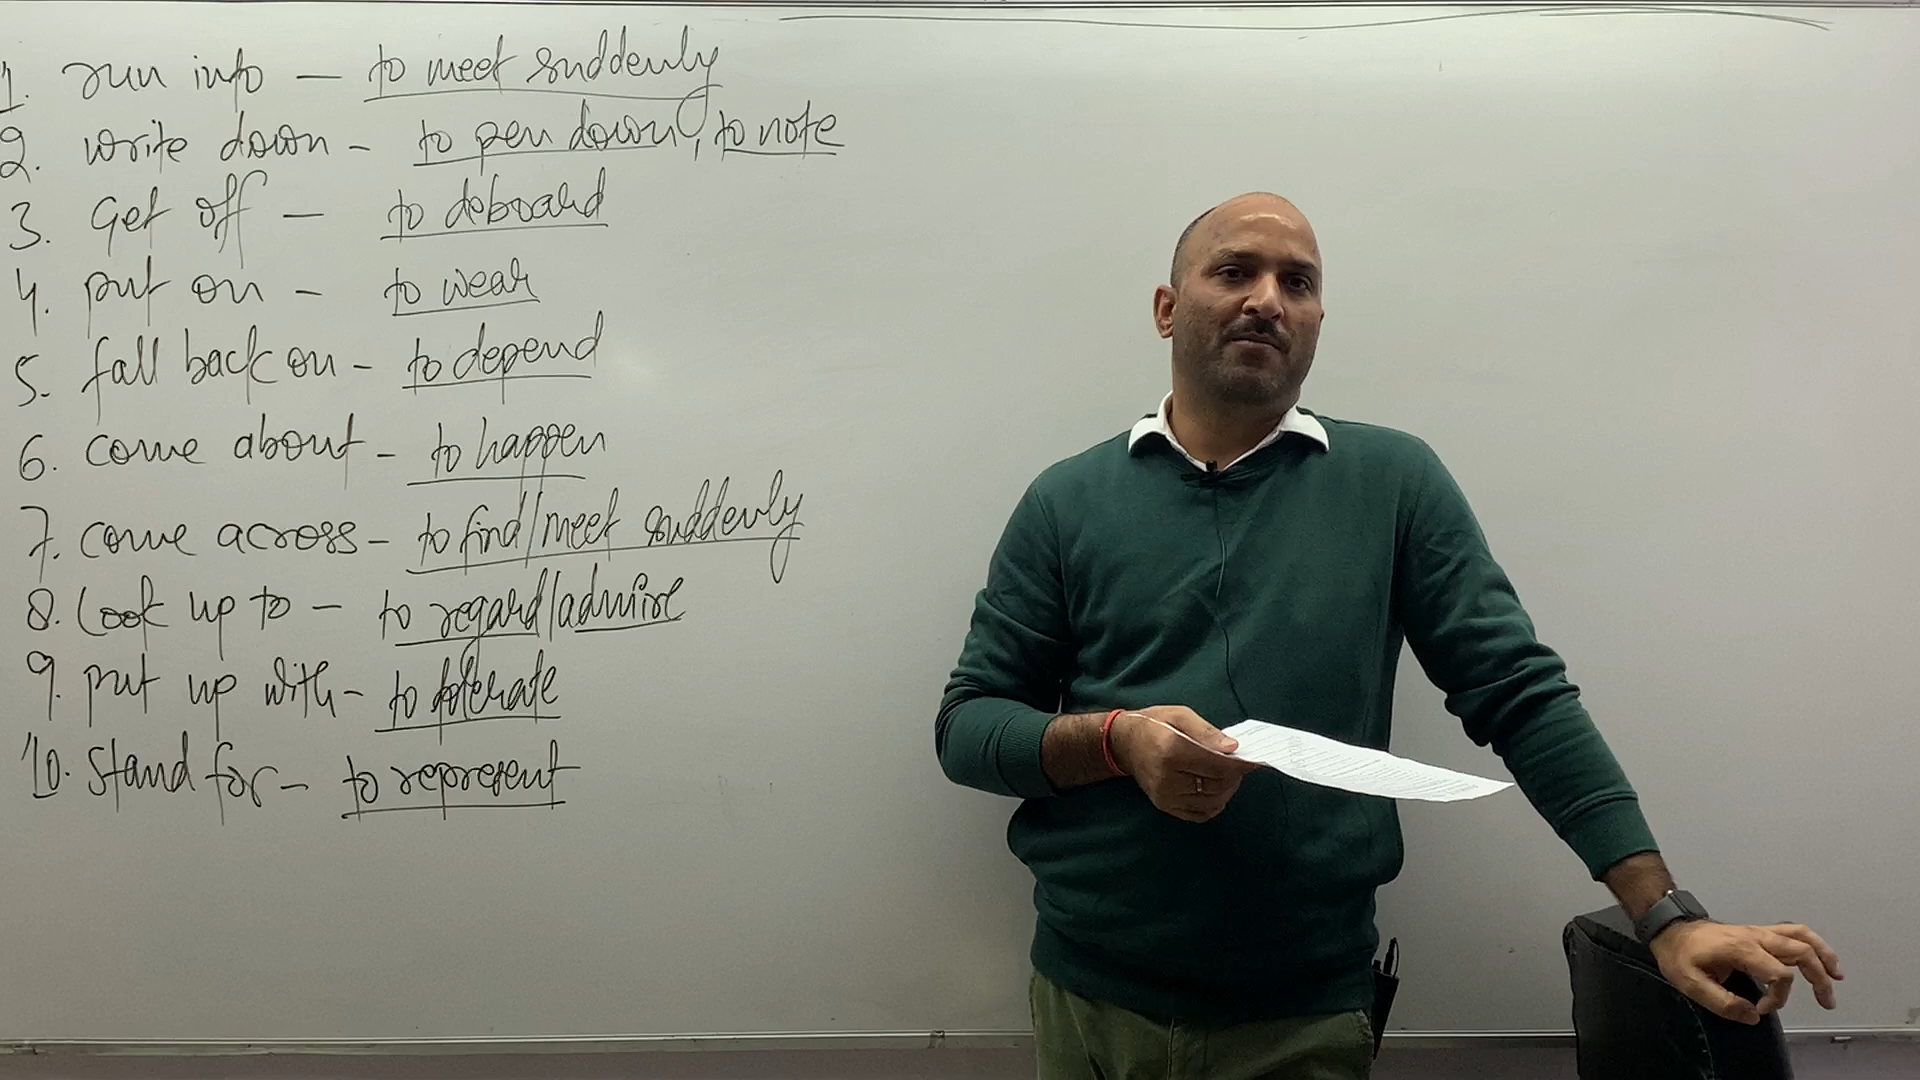 1. run into — to meet suddenly
2. write down - to pen down, to note
3. Get off — to deboard
4. put on - to wear
5. fall back on - to depend
6. come about - to happen
7. come across - to find/meet suddenly
8. Look up to - to regard/admire
9. put up with - to tolerate
10. Stand for - to represent